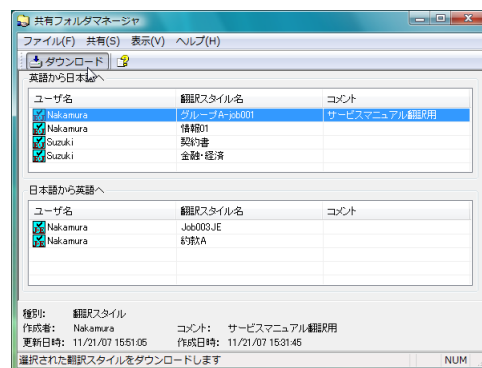 共有フォルダマネージャ
ファイル(F) 共有(S) 表示(V) ヘルプ(H)
ダウンロード
英語から日本語へ
ユーザ名 翻訳スタイル名 コメント
Nakamura グループA-job001 サービスマニュアル翻訳用
Nakamura 情報01
Suzuki 契約書
Suzuki 金融・経済
日本語から英語へ
ユーザ名 翻訳スタイル名 コメント
Nakamura Job003JE
Nakamura 約款A
種別: 翻訳スタイル
作成者: Nakamura コメント: サービスマニュアル翻訳用
更新日時: 11/21/07 15:51:05 作成日時: 11/21/07 15:31:45
選択された翻訳スタイルをダウンロードします NUM